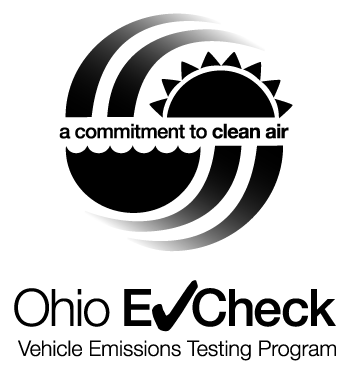 a commitment to clean air
Ohio E✓Check
Vehicle Emissions Testing Program